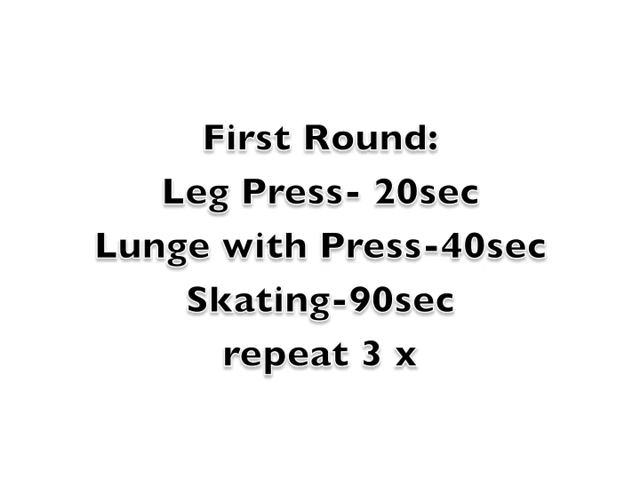 First Round:
Leg Press- 20sec
Lunge with Press-40sec
Skating-90sec
repeat 3 x